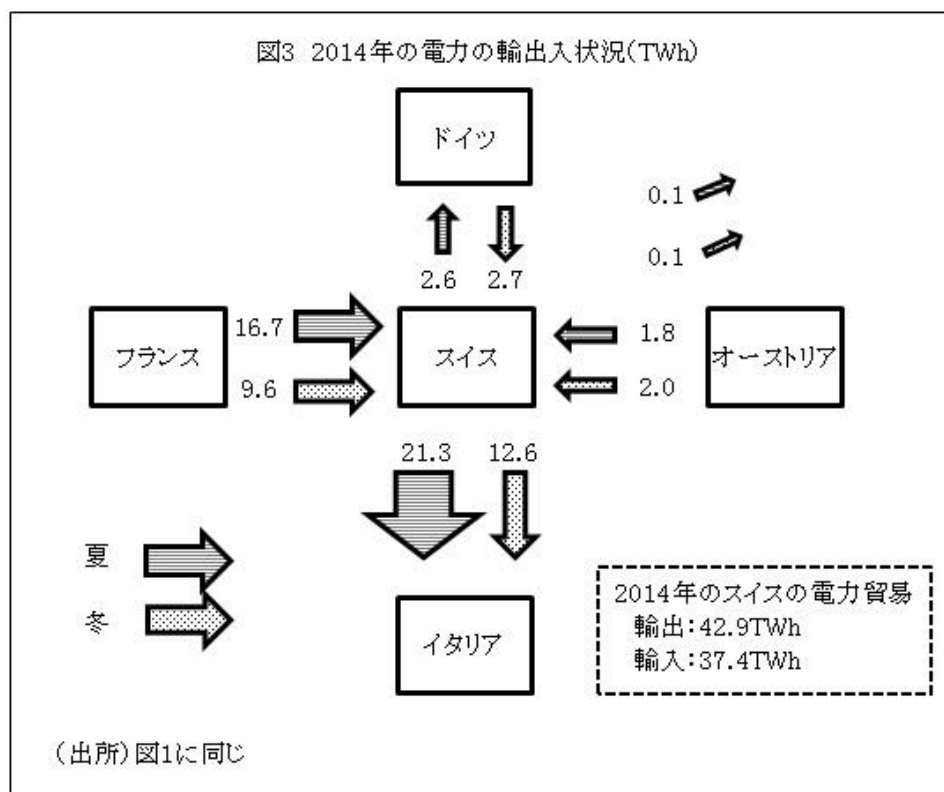 図3 2014年の電力の輸出入状況(TWh)
ドイツ
0.1
0.1
2.6 2.7
フランス
16.7
9.6
スイス
1.8
2.0
オーストリア
21.3 12.6
夏
冬
イタリア
2014年のスイスの電力貿易
輸出:42.9TWh
輸入:37.4TWh
(出所)図1に同じ